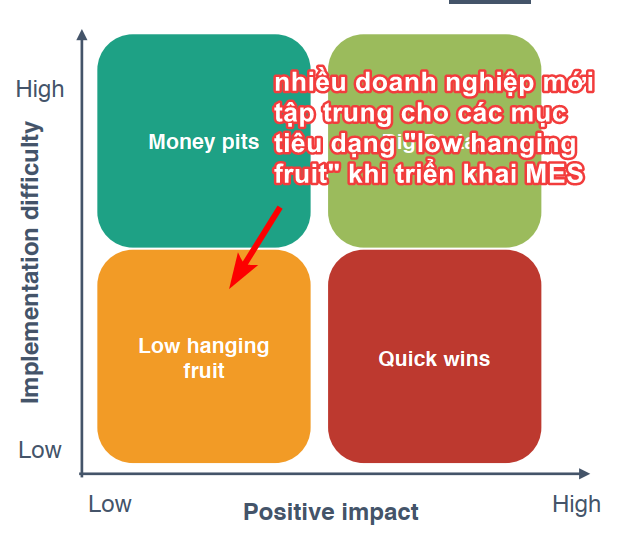 High
nhiều doanh nghiệp mới
tập trung cho các mục
tiêu dạng "low hanging
fruit" khi triển khai MES
Money pits
Implementation difficulty
Low hanging
fruit
Quick wins
Low
Low
Positive impact
High